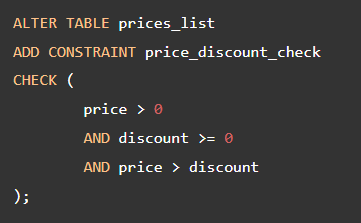 ALTER TABLE prices_list
ADD CONSTRAINT price_discount_check
CHECK (
price > 0
AND discount >= 0
AND price > discount
);